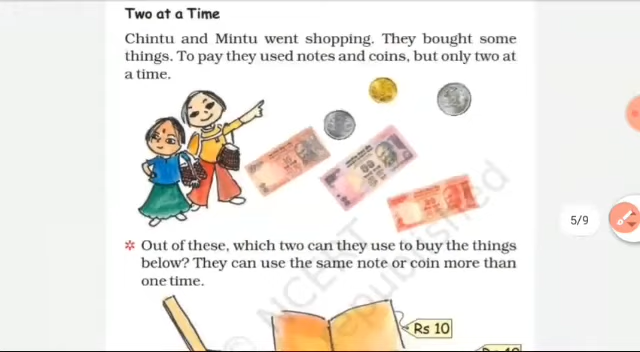 Two at a Time
Chintu and Mintu went shopping. They bought some
things. To pay they used notes and coins, but only two at
a time.
5/9
✲ Out of these, which two can they use to buy the things
below? They can use the same note or coin more than
one time.
Rs 10
© NCERT
republished